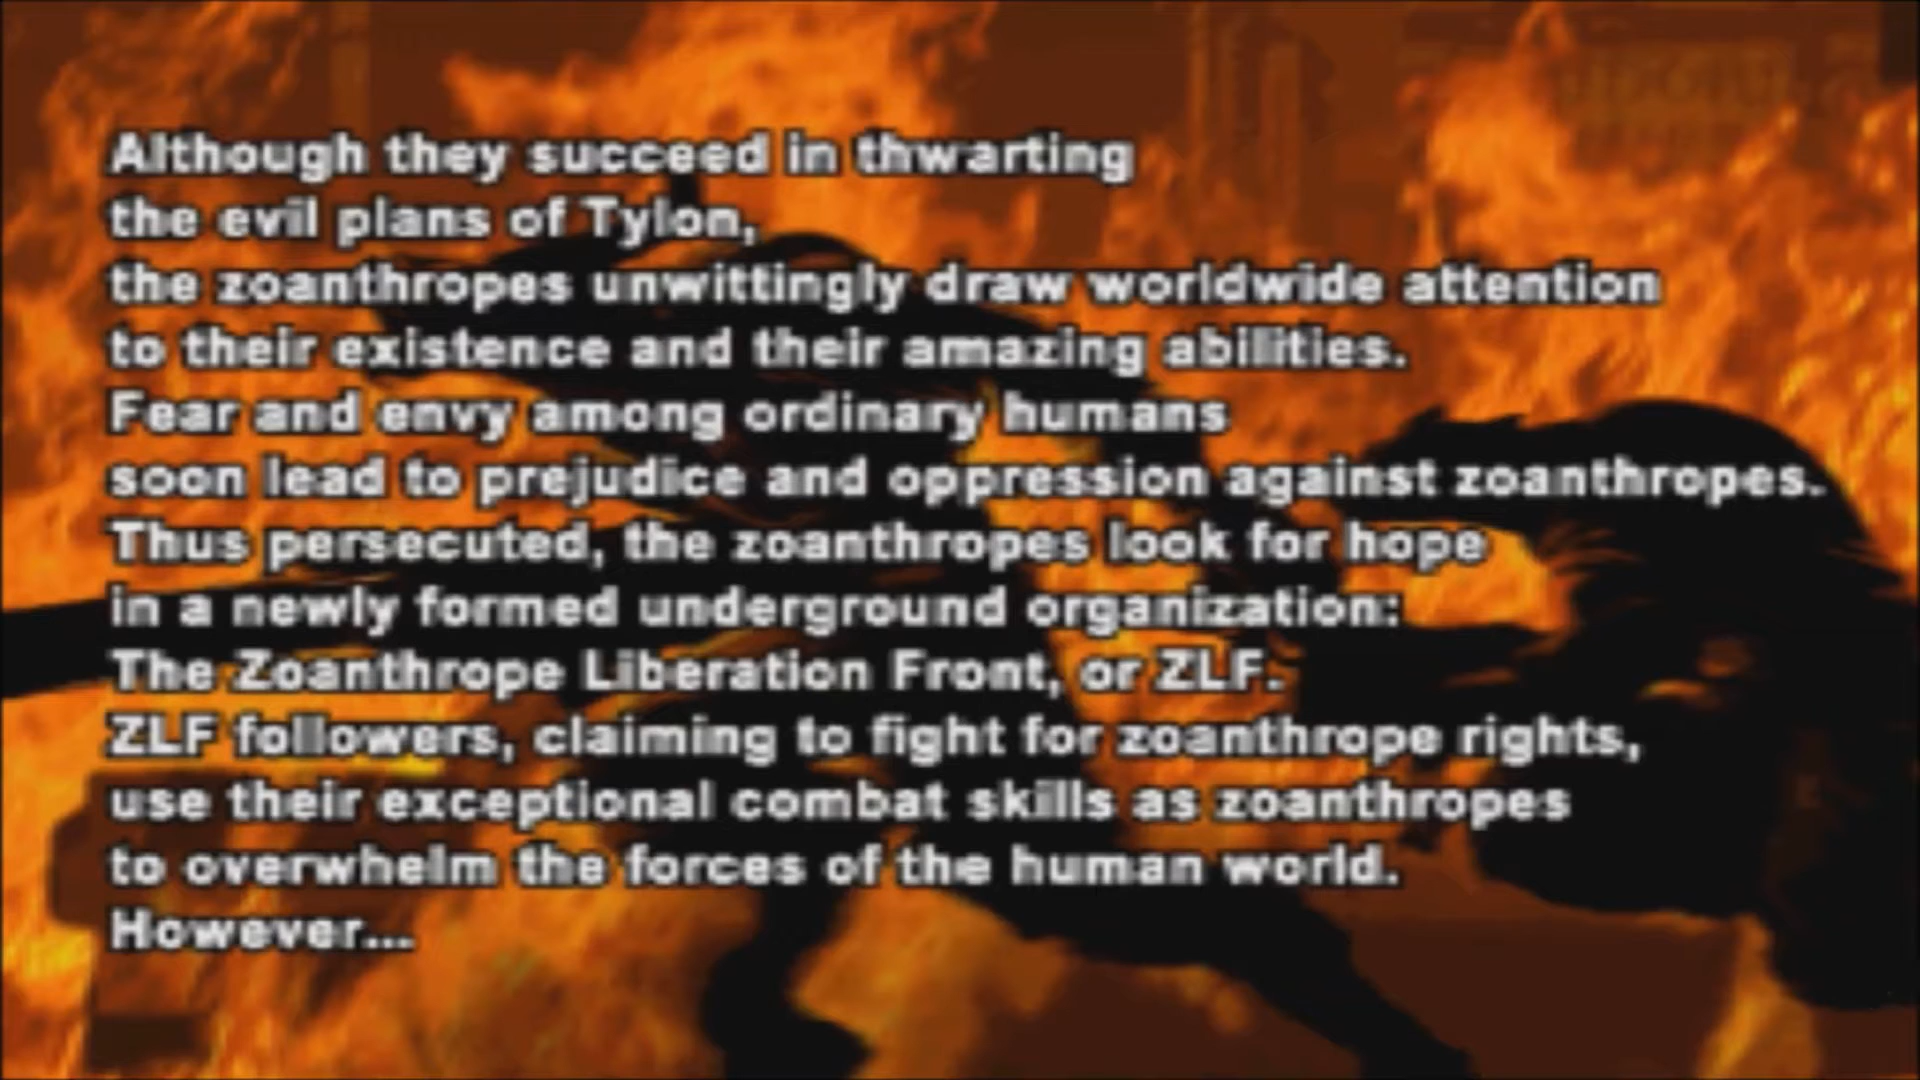 Although they succeed in thwarting
the evil plans of Tylon,
the zoanthropes unwittingly draw worldwide attention
to their existence and their amazing abilities.
Fear and envy among ordinary humans
soon lead to prejudice and oppression against zoanthropes.
Thus persecuted, the zoanthropes look for hope
in a newly formed underground organization:
The Zoanthrope Liberation Front, or ZLF.
ZLF followers, claiming to fight for zoanthrope rights,
use their exceptional combat skills as zoanthropes
to overwhelm the forces of the human world.
However...